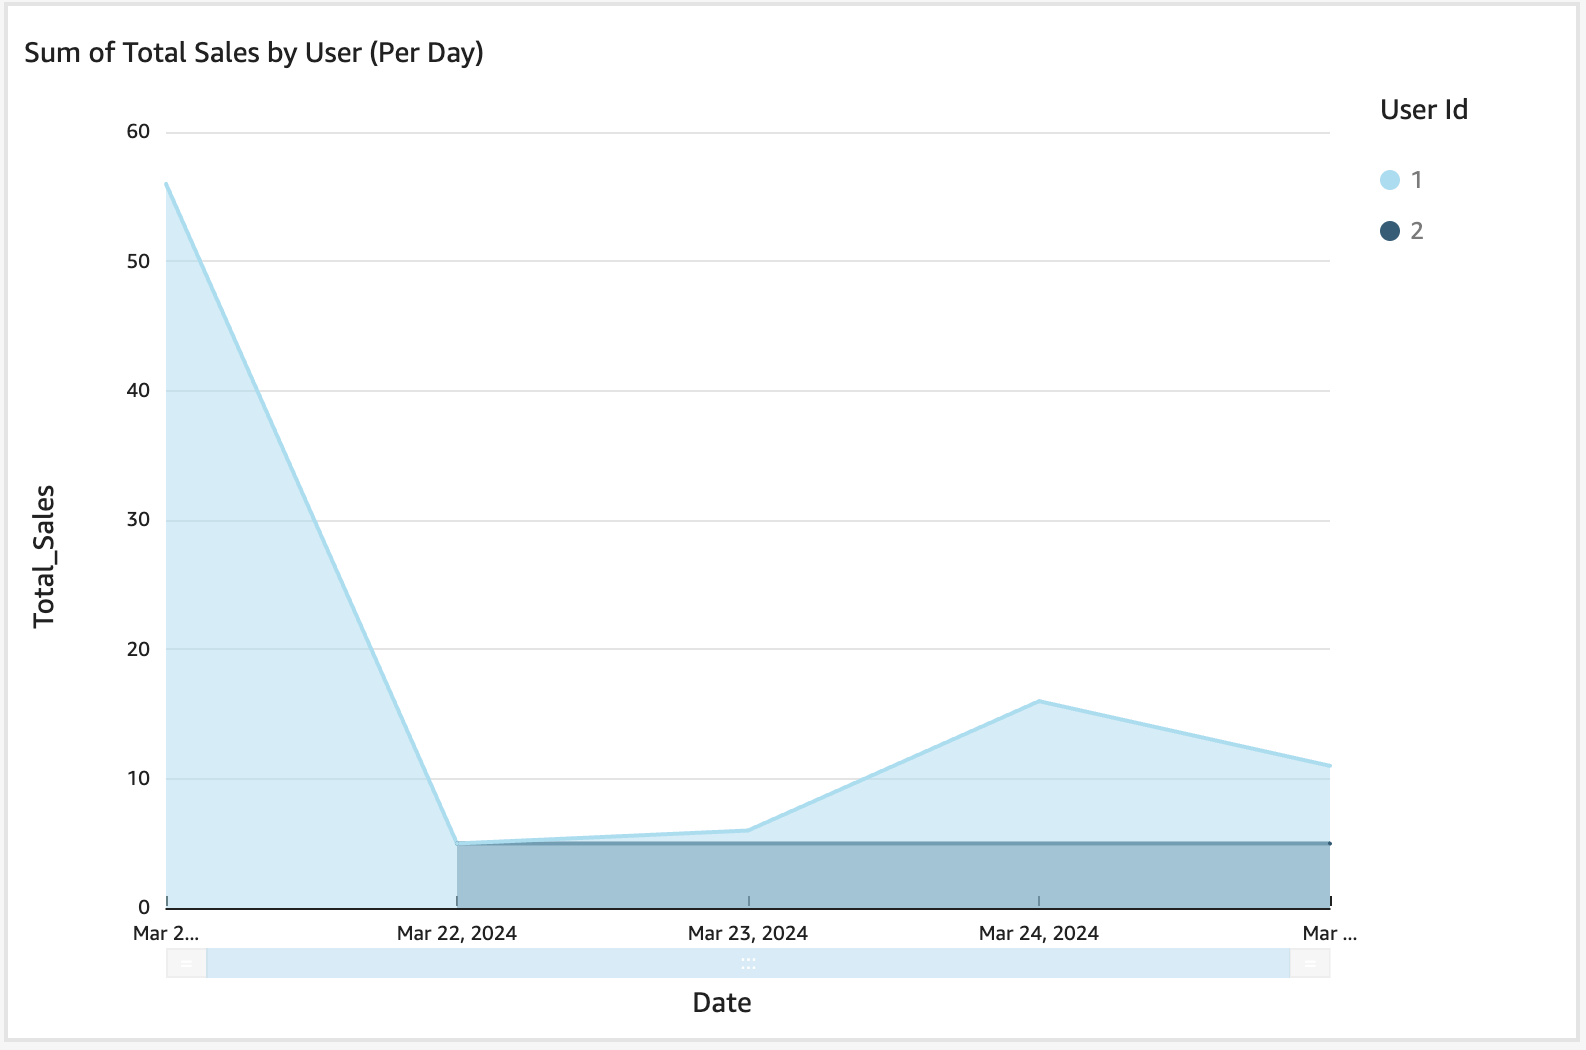 Sum of Total Sales by User (Per Day)
User Id
1
2
60
50
40
30
20
10
0
Total_Sales
Mar 2... Mar 22, 2024 Mar 23, 2024 Mar 24, 2024 Mar ...
Date